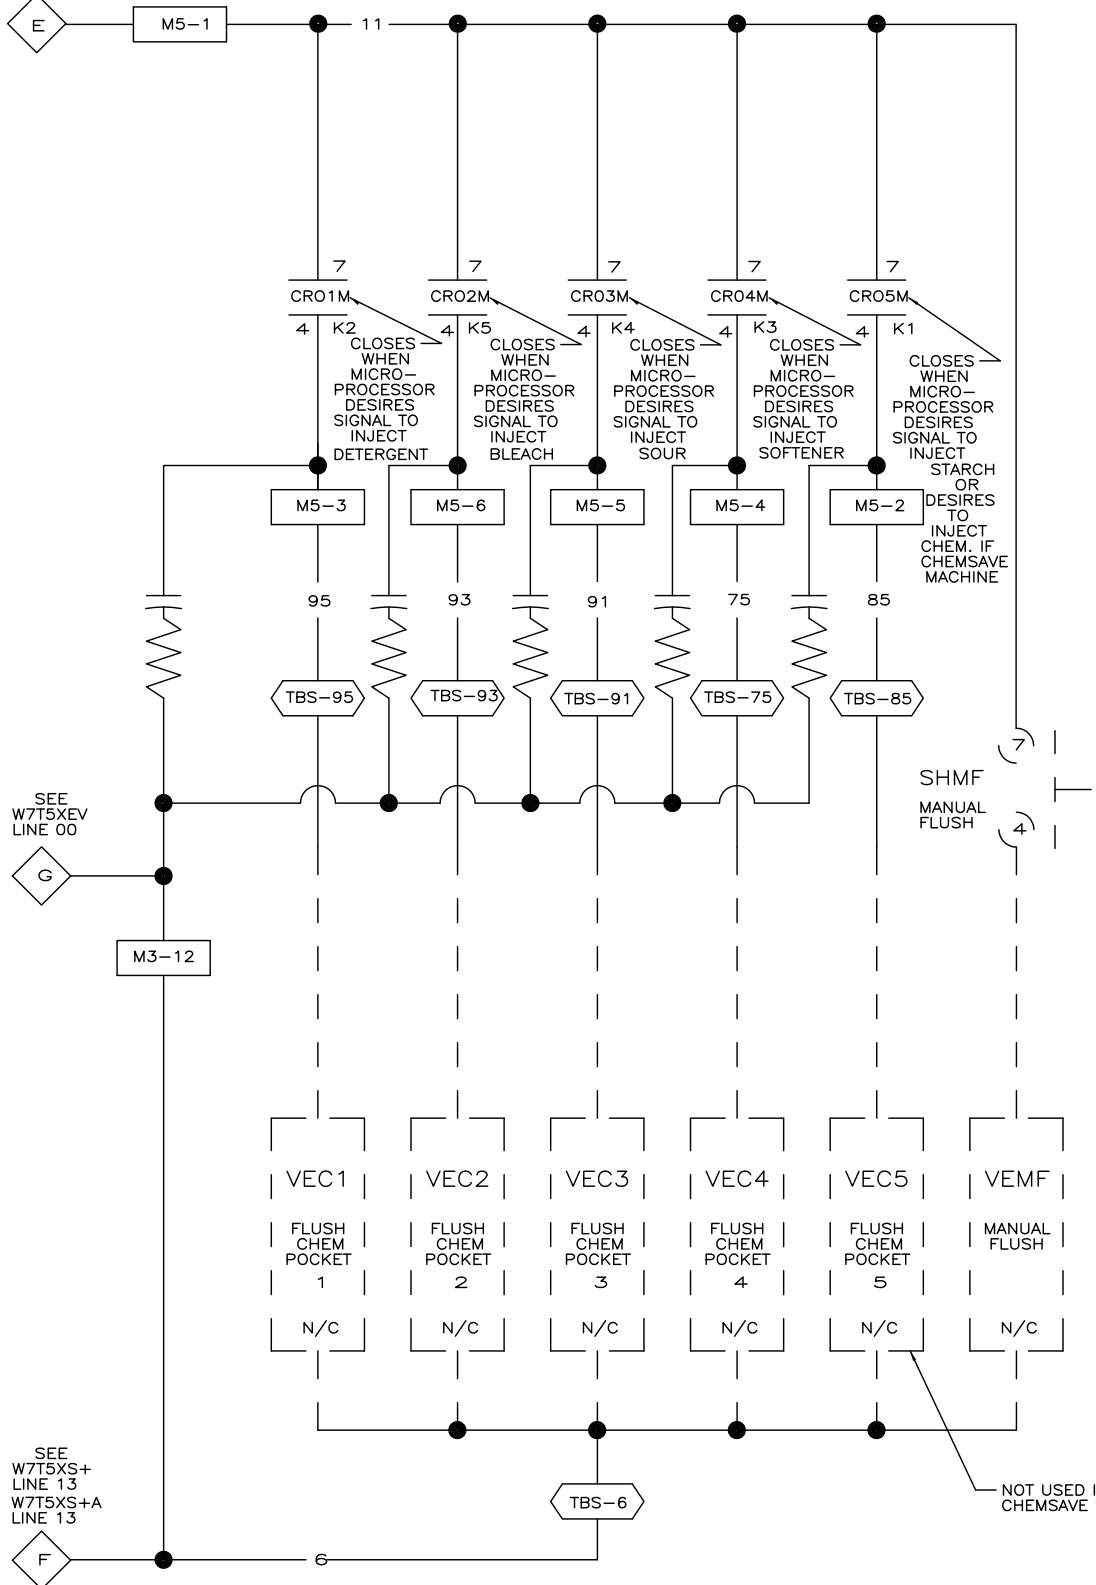 E
M5-1
11
7
CR01M
4 K2
7
CR02M
4 K5
7
CR03M
4 K4
7
CR04M
4 K3
7
CR05M
4 K1
CLOSES
WHEN
MICRO-
PROCESSOR
DESIRES
SIGNAL TO
INJECT
DETERGENT
CLOSES
WHEN
MICRO-
PROCESSOR
DESIRES
SIGNAL TO
INJECT
BLEACH
CLOSES
WHEN
MICRO-
PROCESSOR
DESIRES
SIGNAL TO
INJECT
SOUR
CLOSES
WHEN
MICRO-
PROCESSOR
DESIRES
SIGNAL TO
INJECT
SOFTENER
CLOSES
WHEN
MICRO-
PROCESSOR
DESIRES
SIGNAL TO
INJECT
STARCH
OR
DESIRES
TO
INJECT
CHEM. IF
CHEMSAVE
MACHINE
M5-3
M5-6
M5-5
M5-4
M5-2
95
93
91
75
85
TBS-95
TBS-93
TBS-91
TBS-75
TBS-85
7
SHMF
MANUAL
FLUSH
4
SEE
W7T5XEV
LINE 00
G
M3-12
VEC1
FLUSH
CHEM
POCKET
1
N/C
VEC2
FLUSH
CHEM
POCKET
2
N/C
VEC3
FLUSH
CHEM
POCKET
3
N/C
VEC4
FLUSH
CHEM
POCKET
4
N/C
VEC5
FLUSH
CHEM
POCKET
5
N/C
VEMF
MANUAL
FLUSH
N/C
SEE
W7T5XS+
LINE 13
W7T5XS+A
LINE 13
F
6
TBS-6
NOT USED
CHEMSAVE